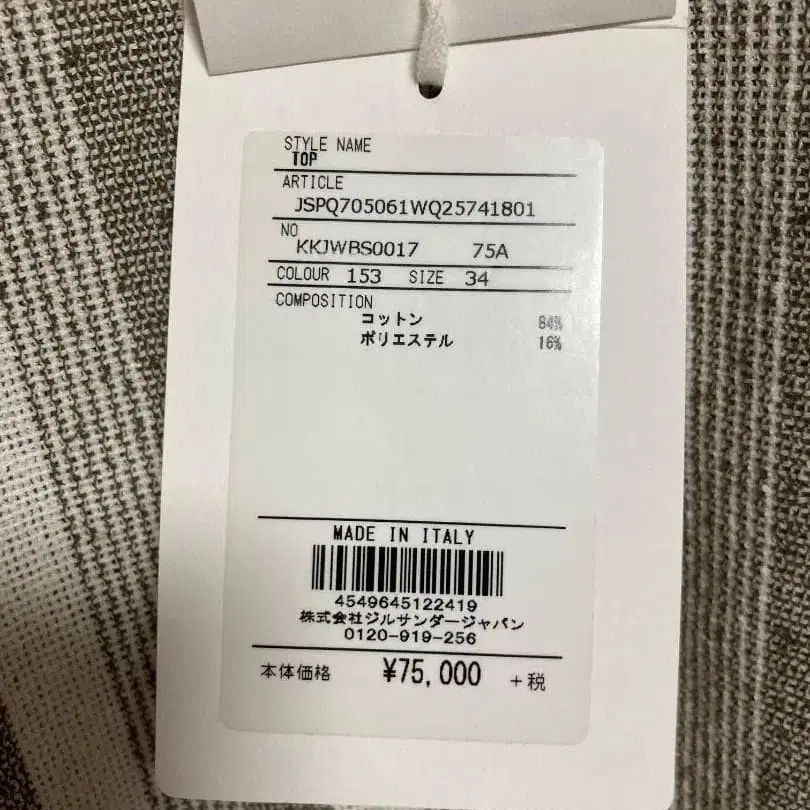 STYLE NAME
TOP
ARTICLE
JSPQ705061WQ25741801
NO
KKJWBS0017 75A
COLOUR 153 SIZE 34
COMPOSITION
コットン 84%
ポリエステル 16%
MADE IN ITALY
4549645122419
株式会社ジルサンダージャパン
0120-919-256
本体価格 ¥75,000 +税